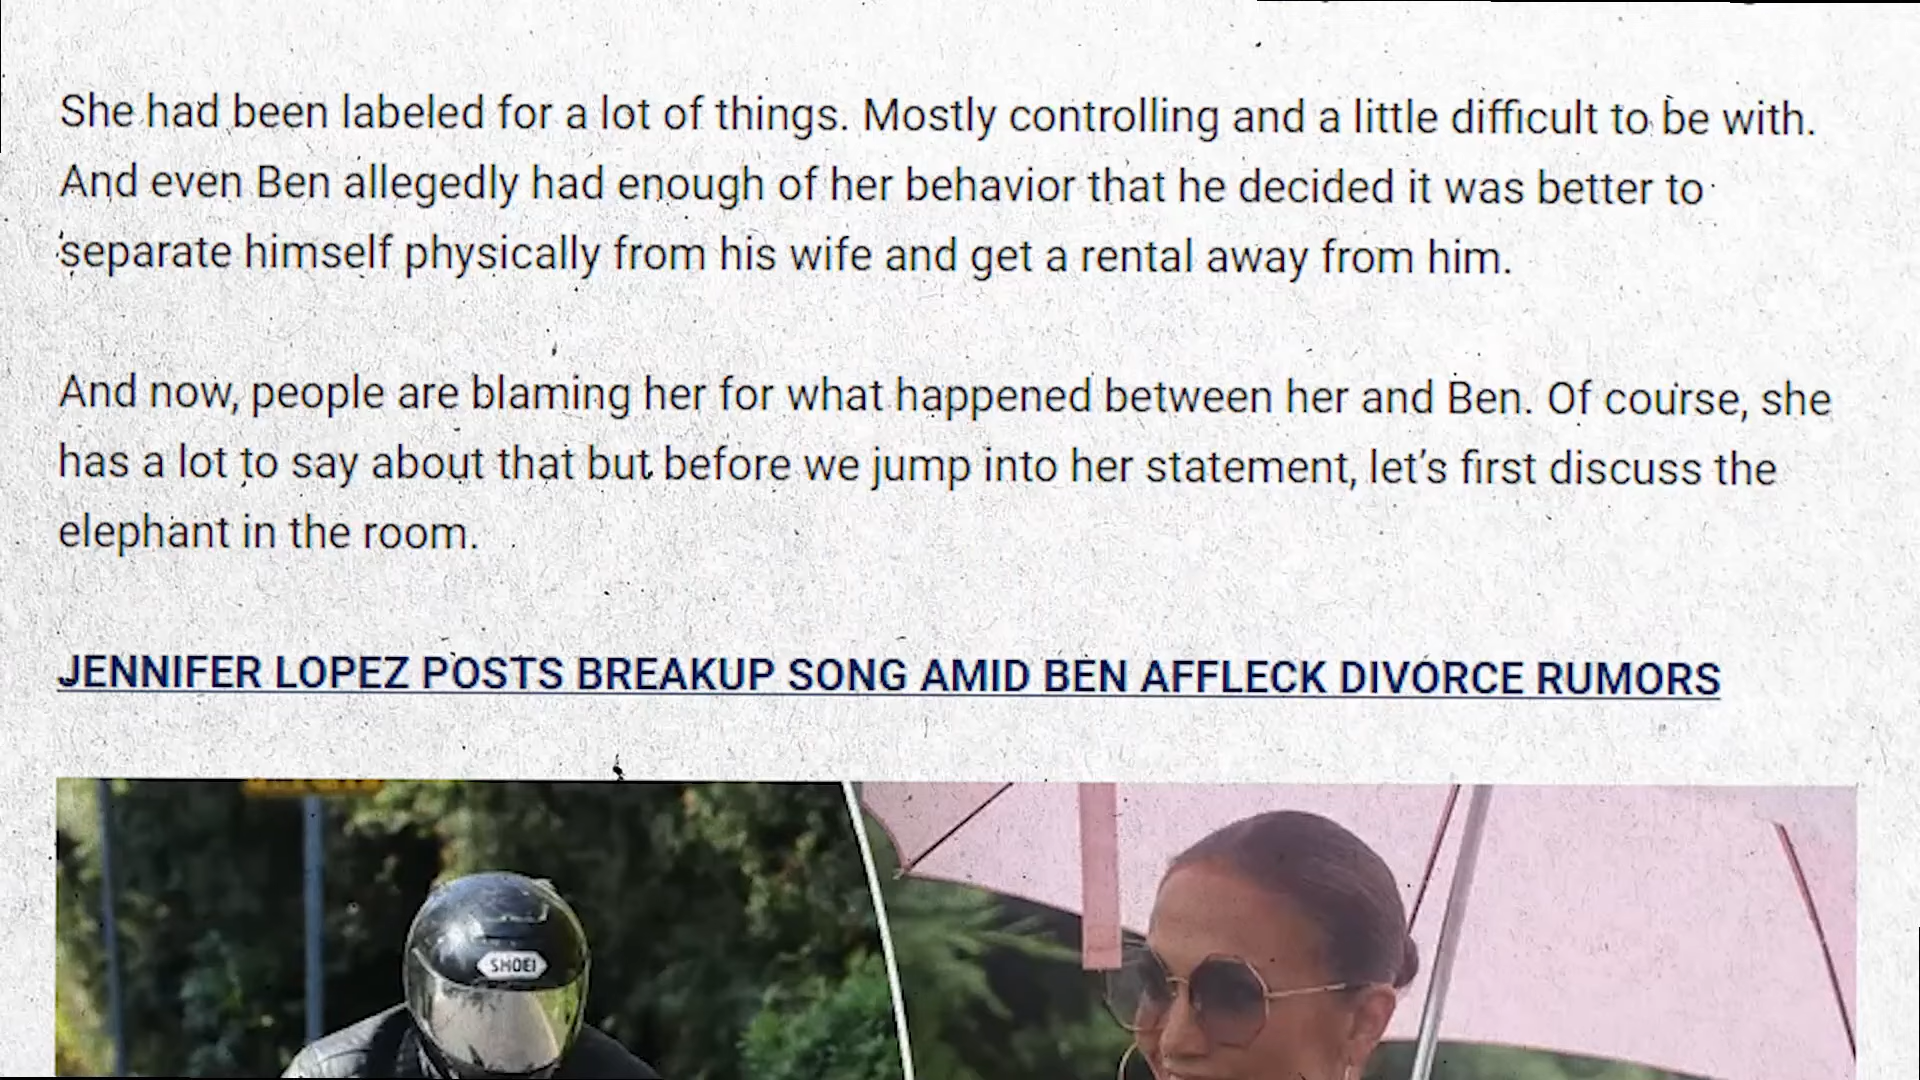 She had been labeled for a lot of things. Mostly controlling and a little difficult to be with.
And even Ben allegedly had enough of her behavior that he decided it was better to
separate himself physically from his wife and get a rental away from him.
And now, people are blaming her for what happened between her and Ben. Of course, she
has a lot to say about that but before we jump into her statement, let’s first discuss the
elephant in the room.
JENNIFER LOPEZ POSTS BREAKUP SONG AMID BEN AFFLECK DIVORCE RUMORS
SHOEI